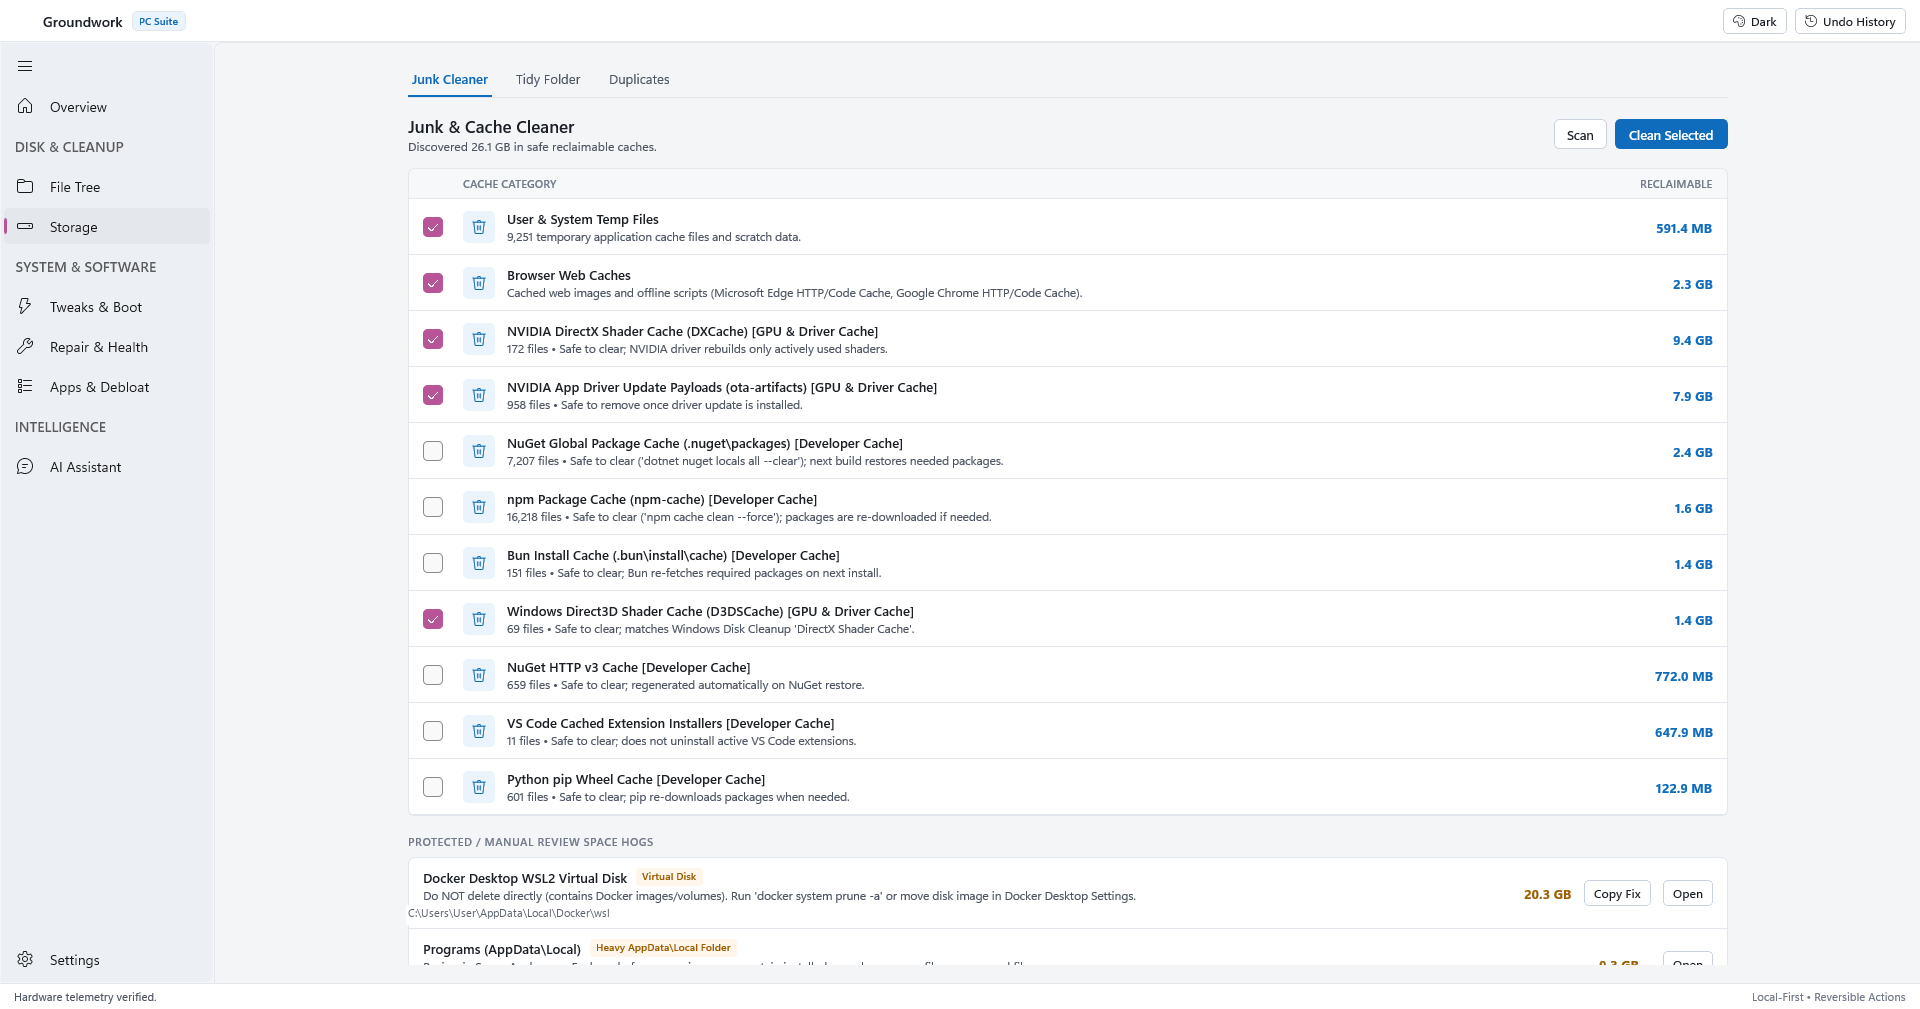 Groundwork PC Suite
Dark
Undo History
Overview
DISK & CLEANUP
File Tree
Storage
SYSTEM & SOFTWARE
Tweaks & Boot
Repair & Health
Apps & Debloat
INTELLIGENCE
AI Assistant
Settings
Junk Cleaner Tidy Folder Duplicates
Junk & Cache Cleaner
Discovered 26.1 GB in safe reclaimable caches.
Scan
Clean Selected
CACHE CATEGORY RECLAIMABLE
User & System Temp Files
9,251 temporary application cache files and scratch data.
591.4 MB
Browser Web Caches
Cached web images and offline scripts (Microsoft Edge HTTP/Code Cache, Google Chrome HTTP/Code Cache).
2.3 GB
NVIDIA DirectX Shader Cache (DXCache) [GPU & Driver Cache]
172 files • Safe to clear; NVIDIA driver rebuilds only actively used shaders.
9.4 GB
NVIDIA App Driver Update Payloads (ota-artifacts) [GPU & Driver Cache]
958 files • Safe to remove once driver update is installed.
7.9 GB
NuGet Global Package Cache (.nuget\packages) [Developer Cache]
7,207 files • Safe to clear ('dotnet nuget locals all --clear'); next build restores needed packages.
2.4 GB
npm Package Cache (npm-cache) [Developer Cache]
16,218 files • Safe to clear ('npm cache clean --force'); packages are re-downloaded if needed.
1.6 GB
Bun Install Cache (.bun\install\cache) [Developer Cache]
151 files • Safe to clear; Bun re-fetches required packages on next install.
1.4 GB
Windows Direct3D Shader Cache (D3DSCache) [GPU & Driver Cache]
69 files • Safe to clear; matches Windows Disk Cleanup 'DirectX Shader Cache'.
1.4 GB
NuGet HTTP v3 Cache [Developer Cache]
659 files • Safe to clear; regenerated automatically on NuGet restore.
772.0 MB
VS Code Cached Extension Installers [Developer Cache]
11 files • Safe to clear; does not uninstall active VS Code extensions.
647.9 MB
Python pip Wheel Cache [Developer Cache]
601 files • Safe to clear; pip re-downloads packages when needed.
122.9 MB
PROTECTED / MANUAL REVIEW SPACE HOGS
Docker Desktop WSL2 Virtual Disk Virtual Disk
Do NOT delete directly (contains Docker images/volumes). Run 'docker system prune -a' or move disk image in Docker Desktop Settings.
C:\Users\User\AppData\Local\Docker\wsl
20.3 GB
Copy Fix
Open
Programs (AppData\Local) Heavy AppData\Local Folder
9.3 GB
Open
Hardware telemetry verified.
Local-First • Reversible Actions